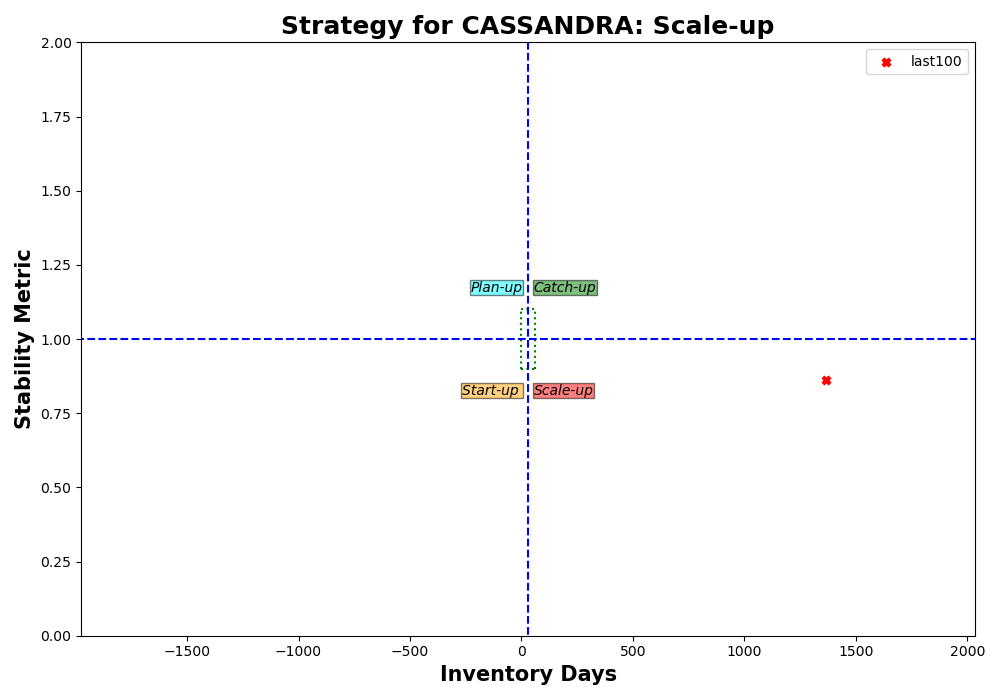 Strategy for CASSANDRA: Scale-up
last100
2.00
1.75
1.50
1.25
1.00
0.75
0.50
0.25
0.00
Stability Metric
Plan-up Catch-up
Start-up Scale-up
−1500 −1000 −500 0 500 1000 1500 2000
Inventory Days